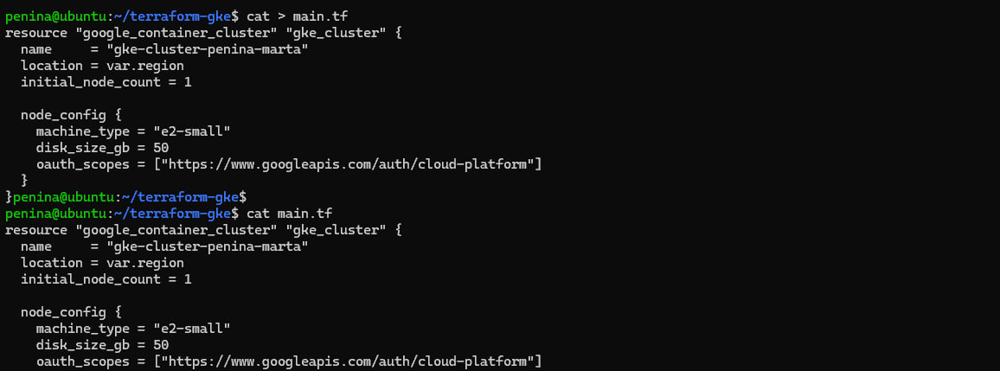 penina@ubuntu:~/terraform-gke$ cat > main.tf
resource "google_container_cluster" "gke_cluster" {
  name     = "gke-cluster-penina-marta"
  location = var.region
  initial_node_count = 1

  node_config {
    machine_type = "e2-small"
    disk_size_gb = 50
    oauth_scopes = ["https://www.googleapis.com/auth/cloud-platform"]
  }
}penina@ubuntu:~/terraform-gke$
penina@ubuntu:~/terraform-gke$ cat main.tf
resource "google_container_cluster" "gke_cluster" {
  name     = "gke-cluster-penina-marta"
  location = var.region
  initial_node_count = 1

  node_config {
    machine_type = "e2-small"
    disk_size_gb = 50
    oauth_scopes = ["https://www.googleapis.com/auth/cloud-platform"]